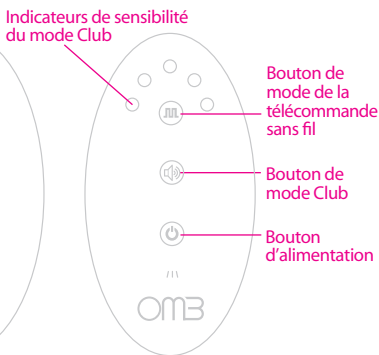 Indicateurs de sensibilité
du mode Club
Bouton de
mode de la
télécommande
sans fil
Bouton de
mode Club
Bouton
d’alimentation
OMB